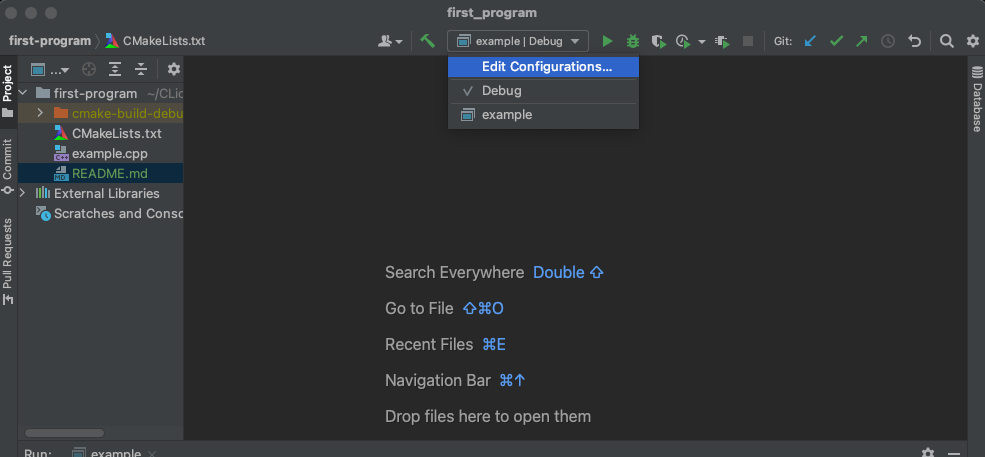 first_program
first-program
CMakeLists.txt
example | Debug
Git:
Edit Configurations...
Debug
example
Project
Commit
Pull Requests
...
first-program ~/CLio
cmake-build-debu
CMakeLists.txt
example.cpp
README.md
External Libraries
Scratches and Conso
Database
Search Everywhere Double ⇧
Go to File ⇧⌘O
Recent Files ⌘E
Navigation Bar ⌘↑
Drop files here to open them
Run: example